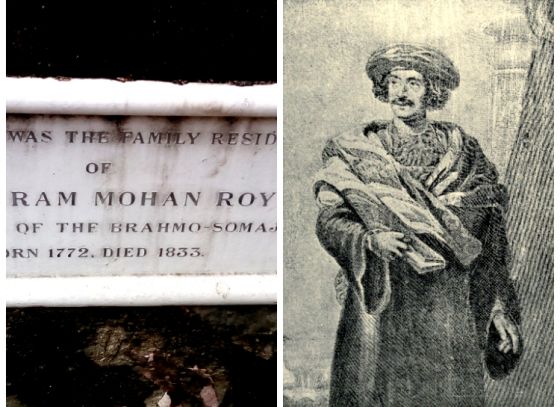 WAS THE FAMILY RESID
OF
RAM MOHAN ROY
OF THE BRAHMO-SOMAJ
ORN 1772, DIED 1833.